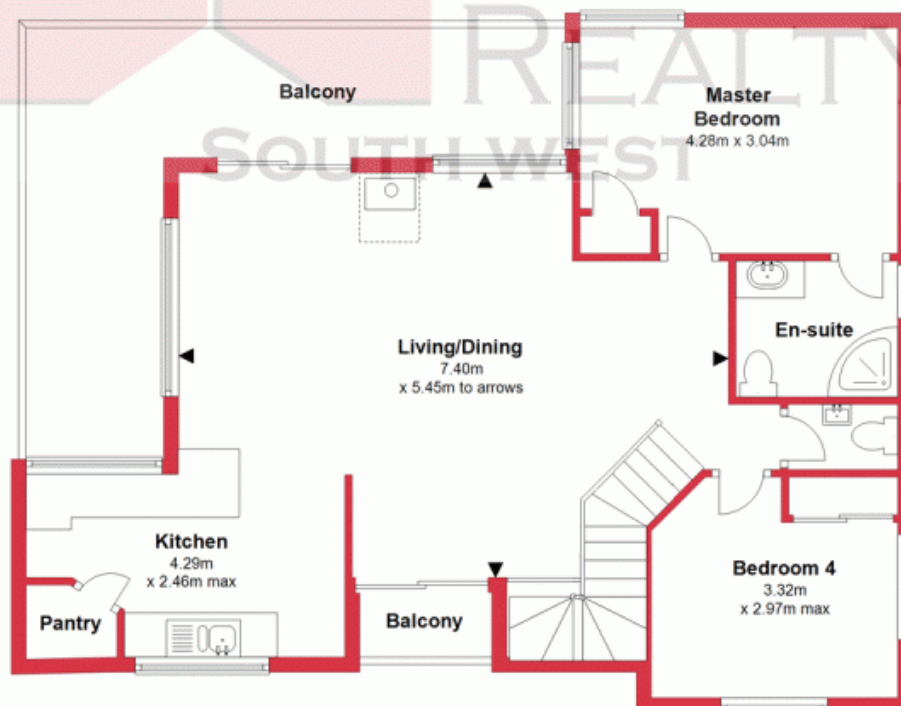 REALTY
SOUTH WEST
Balcony
Master
Bedroom
4.28m x 3.04m
En-suite
Living/Dining
7.40m
x 5.45m to arrows
Kitchen
4.29m
x 2.46m max
Pantry
Balcony
Bedroom 4
3.32m
x 2.97m max